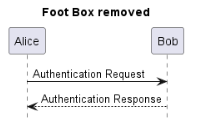 Foot Box removed
Alice
Bob
Authentication Request
Authentication Response